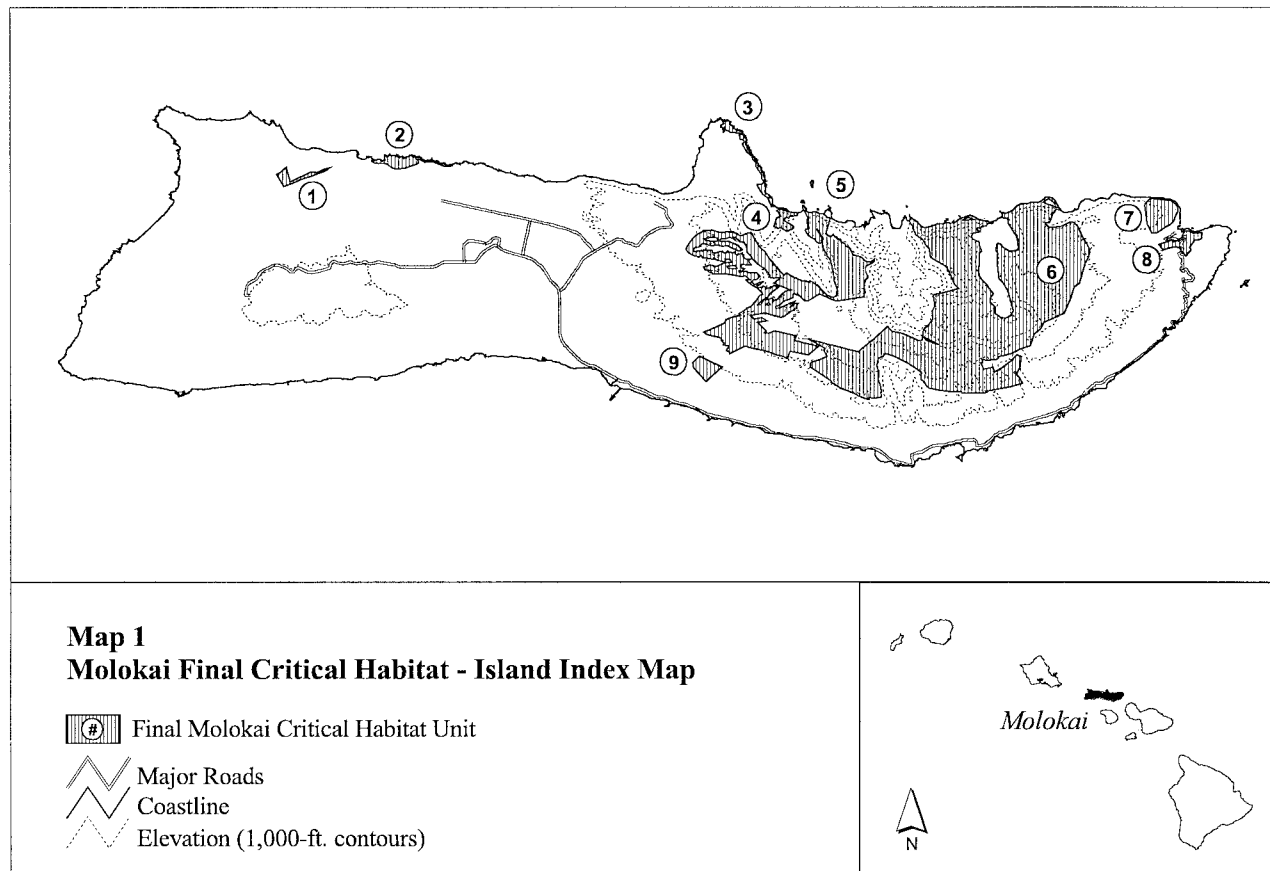 3
2
1
5
4
7
8
6
9
Map 1
Molokai Final Critical Habitat - Island Index Map
# Final Molokai Critical Habitat Unit
Major Roads
Coastline
Elevation (1,000-ft. contours)
Molokai
N